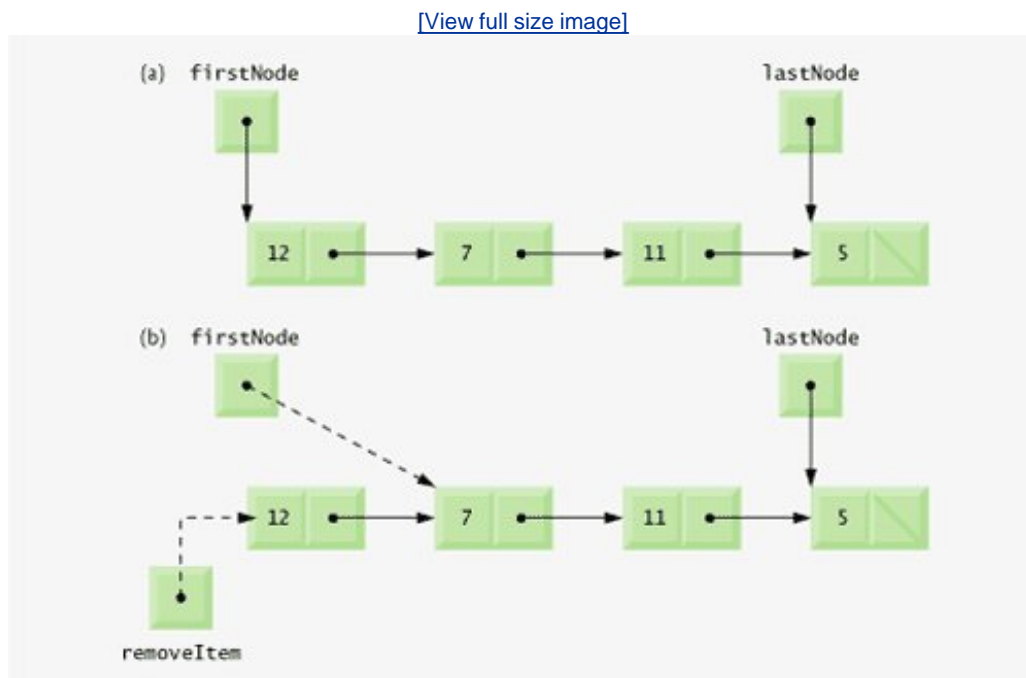 [View full size image]
(a) firstNode lastNode
12 7 11 5
(b) firstNode lastNode
12 7 11 5
removeItem